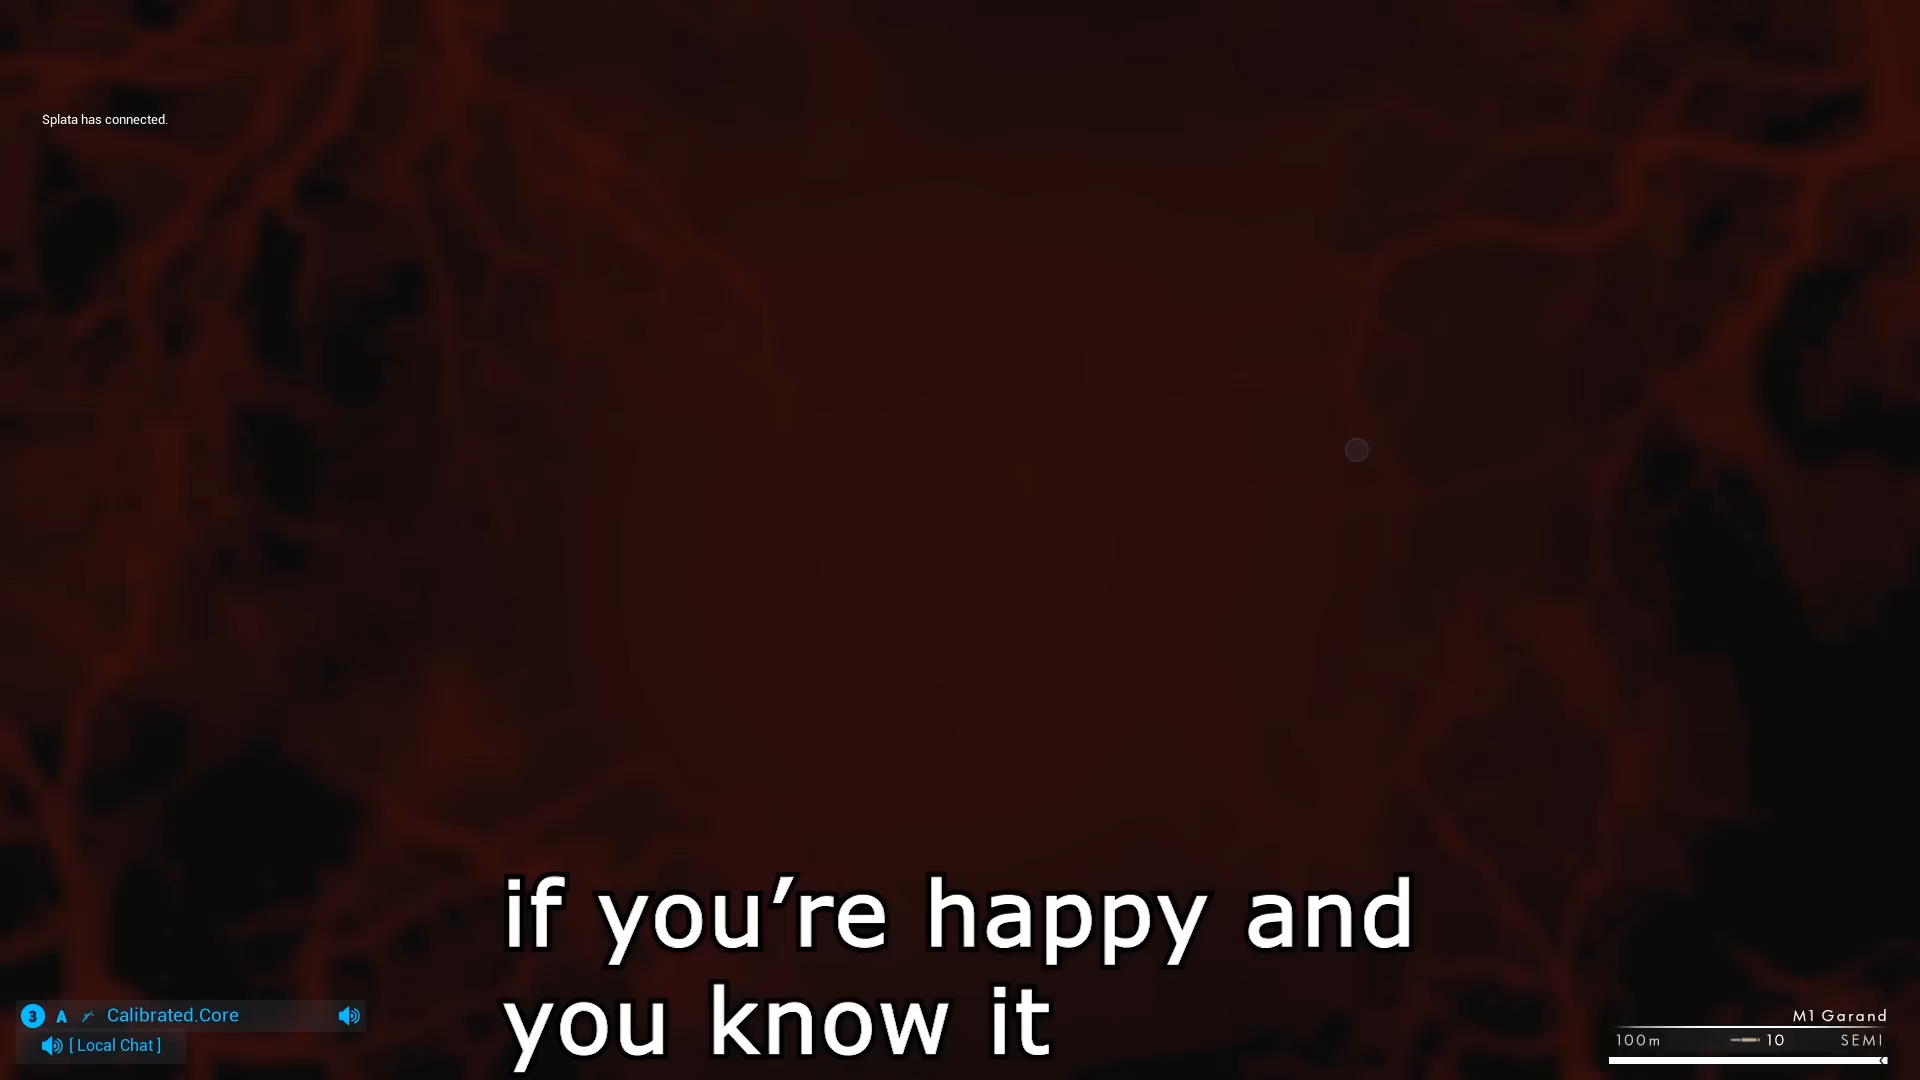 Splata has connected.
if you’re happy and
you know it
3 A Calibrated.Core
[ Local Chat ]
M1 Garand
100m 10 SEMI